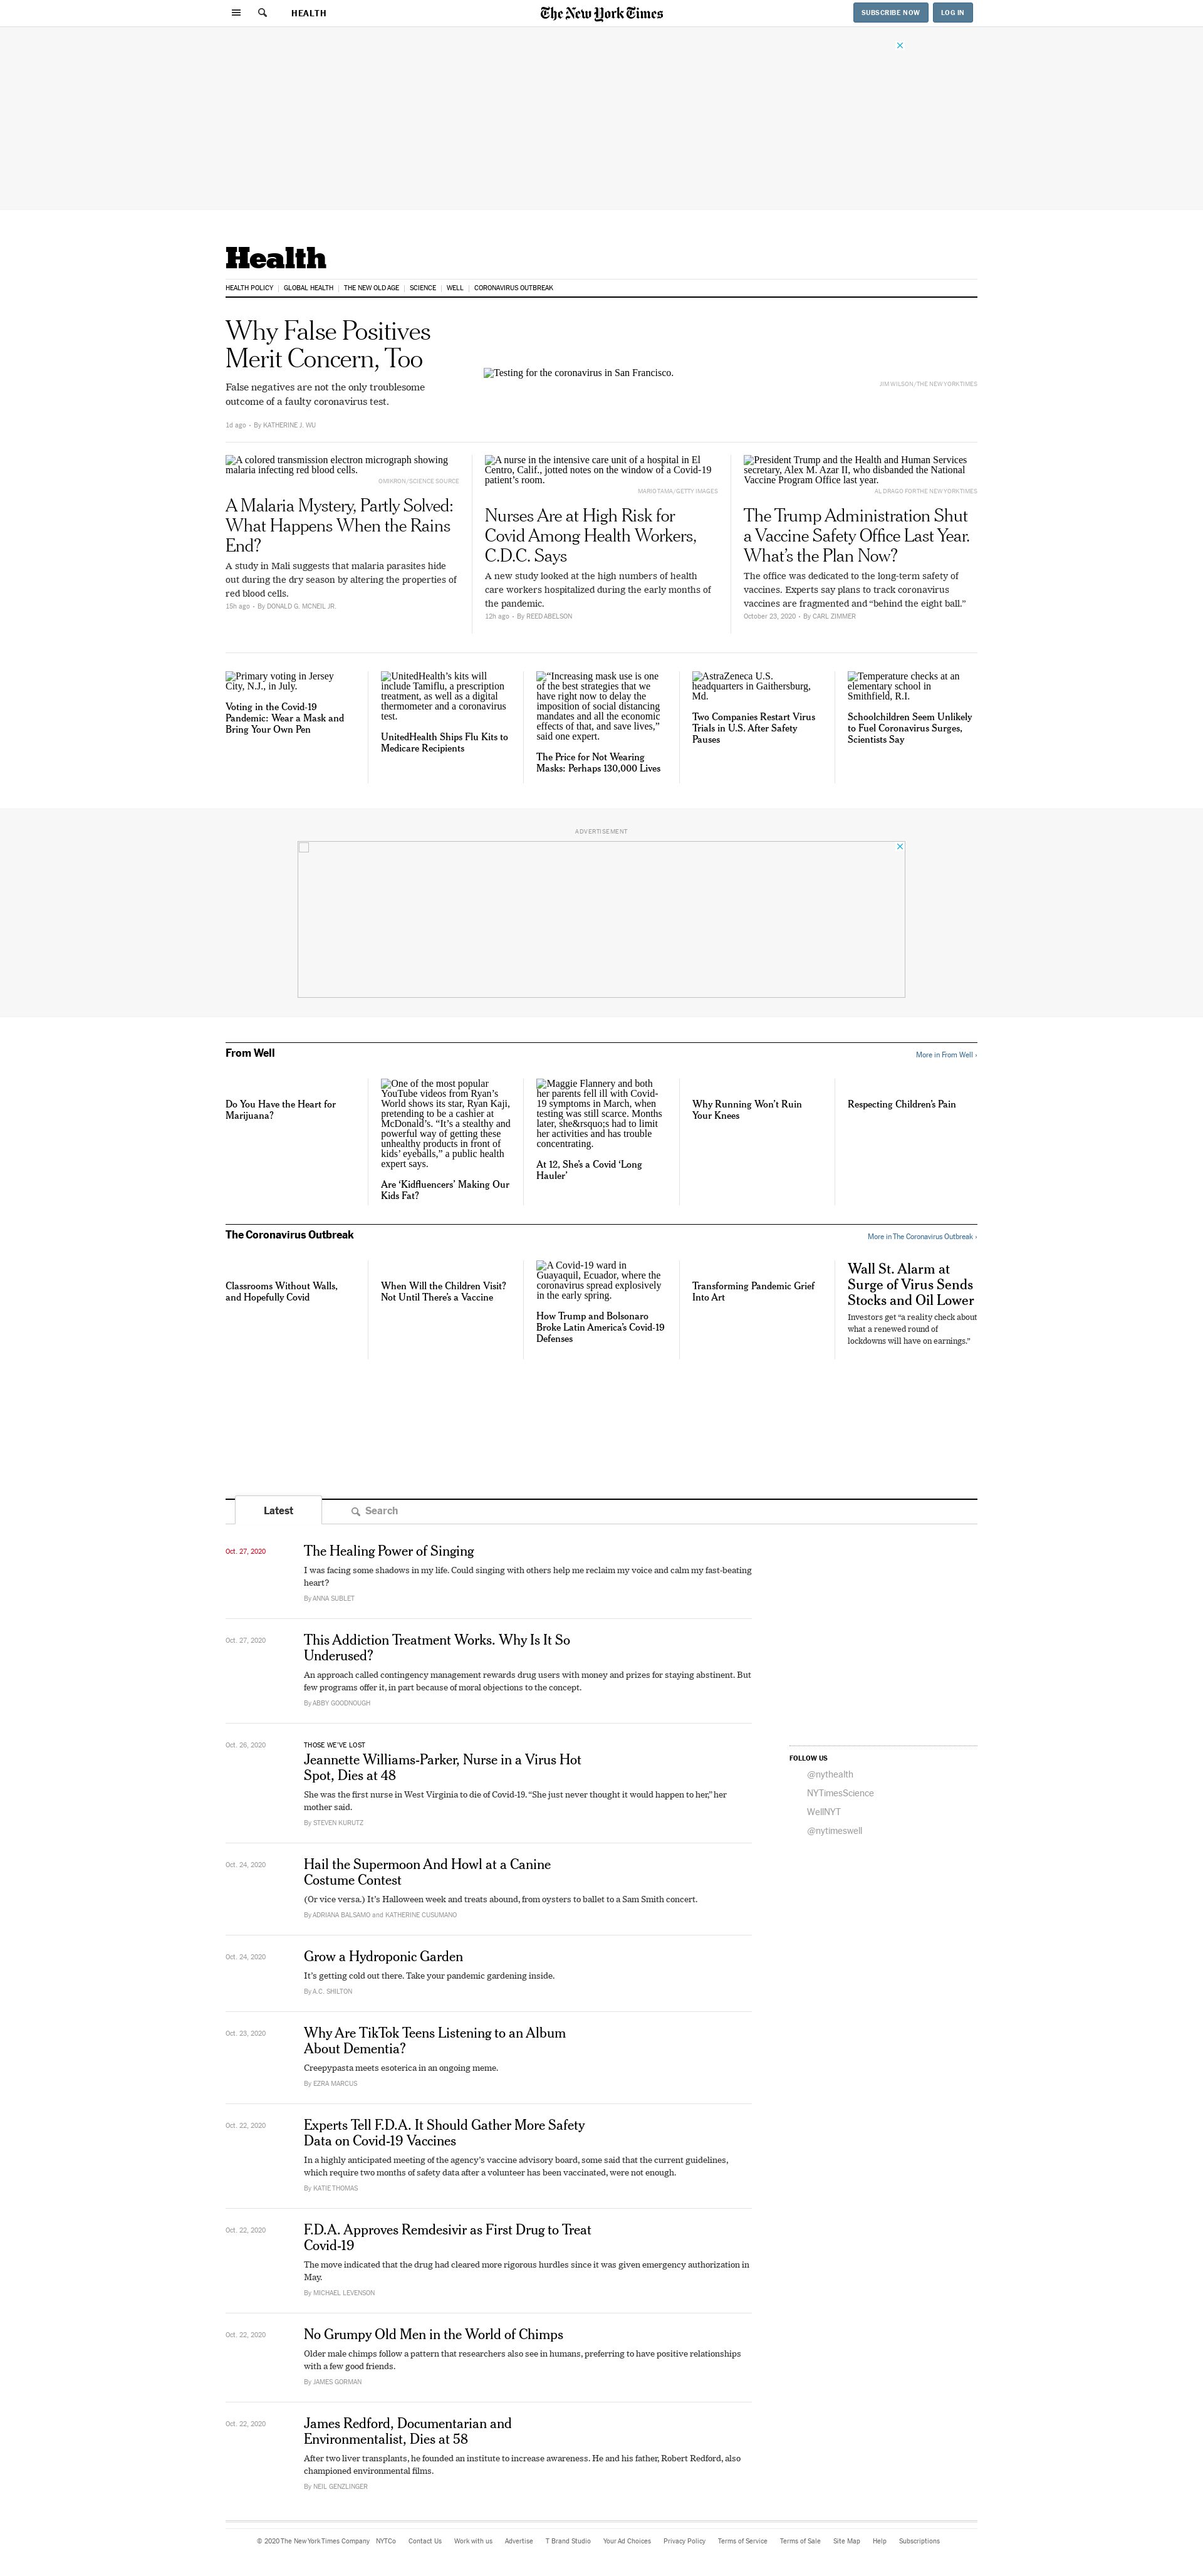 HEALTH
The New York Times
SUBSCRIBE NOW
LOG IN
Health
HEALTH POLICY | GLOBAL HEALTH | THE NEW OLD AGE | SCIENCE | WELL | CORONAVIRUS OUTBREAK
Why False Positives
Merit Concern, Too
False negatives are not the only troublesome
outcome of a faulty coronavirus test.
1d ago • By KATHERINE J. WU
Testing for the coronavirus in San Francisco.
JIM WILSON/THE NEW YORK TIMES
A colored transmission electron micrograph showing
malaria infecting red blood cells.
OMIKRON/SCIENCE SOURCE
A Malaria Mystery, Partly Solved:
What Happens When the Rains
End?
A study in Mali suggests that malaria parasites hide
out during the dry season by altering the properties of
red blood cells.
15h ago • By DONALD G. MCNEIL JR.
A nurse in the intensive care unit of a hospital in El
Centro, Calif., jotted notes on the window of a Covid-19
patient’s room.
MARIO TAMA/GETTY IMAGES
Nurses Are at High Risk for
Covid Among Health Workers,
C.D.C. Says
A new study looked at the high numbers of health
care workers hospitalized during the early months of
the pandemic.
12h ago • By REED ABELSON
President Trump and the Health and Human Services
secretary, Alex M. Azar II, who disbanded the National
Vaccine Program Office last year.
AL DRAGO FOR THE NEW YORK TIMES
The Trump Administration Shut
a Vaccine Safety Office Last Year.
What’s the Plan Now?
The office was dedicated to the long-term safety of
vaccines. Experts say plans to track coronavirus
vaccines are fragmented and “behind the eight ball.”
October 23, 2020 • By CARL ZIMMER
Primary voting in Jersey
City, N.J., in July.
Voting in the Covid-19
Pandemic: Wear a Mask and
Bring Your Own Pen
UnitedHealth’s kits will
include Tamiflu, a prescription
treatment, as well as a digital
thermometer and a coronavirus
test.
UnitedHealth Ships Flu Kits to
Medicare Recipients
“Increasing mask use is one
of the best strategies that we
have right now to delay the
imposition of social distancing
mandates and all the economic
effects of that, and save lives,”
said one expert.
The Price for Not Wearing
Masks: Perhaps 130,000 Lives
AstraZeneca U.S.
headquarters in Gaithersburg,
Md.
Two Companies Restart Virus
Trials in U.S. After Safety
Pauses
Temperature checks at an
elementary school in
Smithfield, R.I.
Schoolchildren Seem Unlikely
to Fuel Coronavirus Surges,
Scientists Say
ADVERTISEMENT
From Well
More in From Well ›
Do You Have the Heart for
Marijuana?
One of the most popular
YouTube videos from Ryan’s
World shows its star, Ryan Kaji,
pretending to be a cashier at
McDonald’s. “It’s a stealthy and
powerful way of getting these
unhealthy products in front of
kids’ eyeballs,” a public health
expert says.
Are ‘Kidfluencers’ Making Our
Kids Fat?
Maggie Flannery and both
her parents fell ill with Covid-
19 symptoms in March, when
testing was still scarce. Months
later, she&rsquo;s had to limit
her activities and has trouble
concentrating.
At 12, She’s a Covid ‘Long
Hauler’
Why Running Won’t Ruin
Your Knees
Respecting Children’s Pain
The Coronavirus Outbreak
More in The Coronavirus Outbreak ›
Classrooms Without Walls,
and Hopefully Covid
When Will the Children Visit?
Not Until There’s a Vaccine
A Covid-19 ward in
Guayaquil, Ecuador, where the
coronavirus spread explosively
in the early spring.
How Trump and Bolsonaro
Broke Latin America’s Covid-19
Defenses
Transforming Pandemic Grief
Into Art
Wall St. Alarm at
Surge of Virus Sends
Stocks and Oil Lower
Investors get “a reality check about
what a renewed round of
lockdowns will have on earnings.”
Latest
Search
Oct. 27, 2020
The Healing Power of Singing
I was facing some shadows in my life. Could singing with others help me reclaim my voice and calm my fast-beating
heart?
By ANNA SUBLET
Oct. 27, 2020
This Addiction Treatment Works. Why Is It So
Underused?
An approach called contingency management rewards drug users with money and prizes for staying abstinent. But
few programs offer it, in part because of moral objections to the concept.
By ABBY GOODNOUGH
Oct. 26, 2020
THOSE WE’VE LOST
Jeannette Williams-Parker, Nurse in a Virus Hot
Spot, Dies at 48
She was the first nurse in West Virginia to die of Covid-19. “She just never thought it would happen to her,” her
mother said.
By STEVEN KURUTZ
FOLLOW US
@nythealth
NYTimesScience
WellNYT
@nytimeswell
Oct. 24, 2020
Hail the Supermoon And Howl at a Canine
Costume Contest
(Or vice versa.) It’s Halloween week and treats abound, from oysters to ballet to a Sam Smith concert.
By ADRIANA BALSAMO and KATHERINE CUSUMANO
Oct. 24, 2020
Grow a Hydroponic Garden
It’s getting cold out there. Take your pandemic gardening inside.
By A.C. SHILTON
Oct. 23, 2020
Why Are TikTok Teens Listening to an Album
About Dementia?
Creepypasta meets esoterica in an ongoing meme.
By EZRA MARCUS
Oct. 22, 2020
Experts Tell F.D.A. It Should Gather More Safety
Data on Covid-19 Vaccines
In a highly anticipated meeting of the agency’s vaccine advisory board, some said that the current guidelines,
which require two months of safety data after a volunteer has been vaccinated, were not enough.
By KATIE THOMAS
Oct. 22, 2020
F.D.A. Approves Remdesivir as First Drug to Treat
Covid-19
The move indicated that the drug had cleared more rigorous hurdles since it was given emergency authorization in
May.
By MICHAEL LEVENSON
Oct. 22, 2020
No Grumpy Old Men in the World of Chimps
Older male chimps follow a pattern that researchers also see in humans, preferring to have positive relationships
with a few good friends.
By JAMES GORMAN
Oct. 22, 2020
James Redford, Documentarian and
Environmentalist, Dies at 58
After two liver transplants, he founded an institute to increase awareness. He and his father, Robert Redford, also
championed environmental films.
By NEIL GENZLINGER
© 2020 The New York Times Company NYTCo Contact Us Work with us Advertise T Brand Studio Your Ad Choices Privacy Policy Terms of Service Terms of Sale Site Map Help Subscriptions